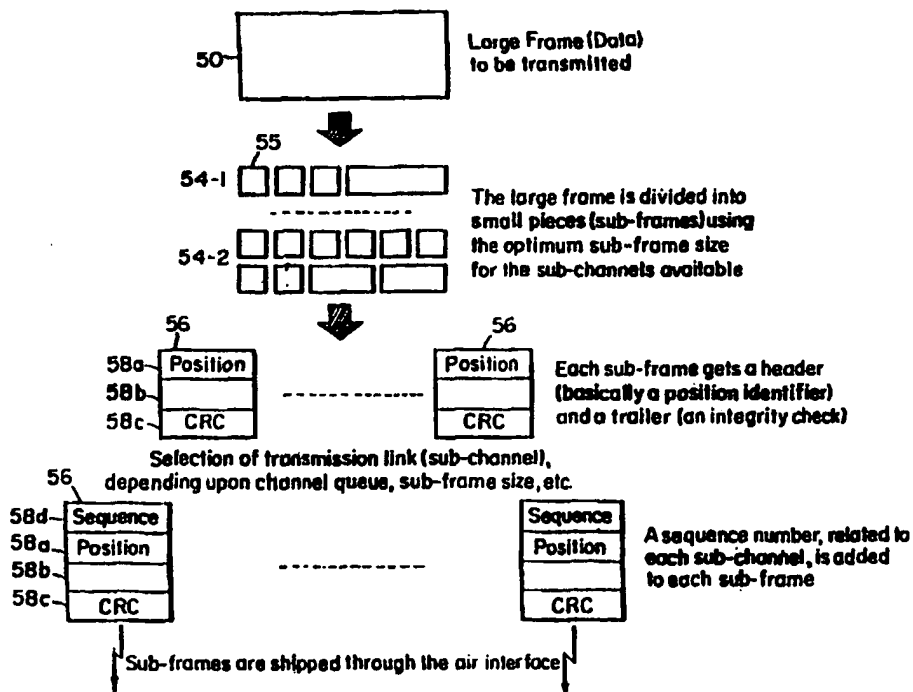 50
Large Frame (Data)
to be transmitted
55
54-1
54-2
The large frame is divided into
small pieces (sub-frames) using
the optimum sub-frame size
for the sub-channels available
56
56
58a
Position
Position
58b
58c
CRC
CRC
Each sub-frame gets a header
(basically a position identifier)
and a trailer (an integrity check)
Selection of transmission link (sub-channel),
depending upon channel queue, sub-frame size, etc.
56
58d
Sequence
Sequence
58a
Position
Position
58b
58c
CRC
CRC
A sequence number, related to
each sub-channel, is added
to each sub-frame
Sub-frames are shipped through the air interface